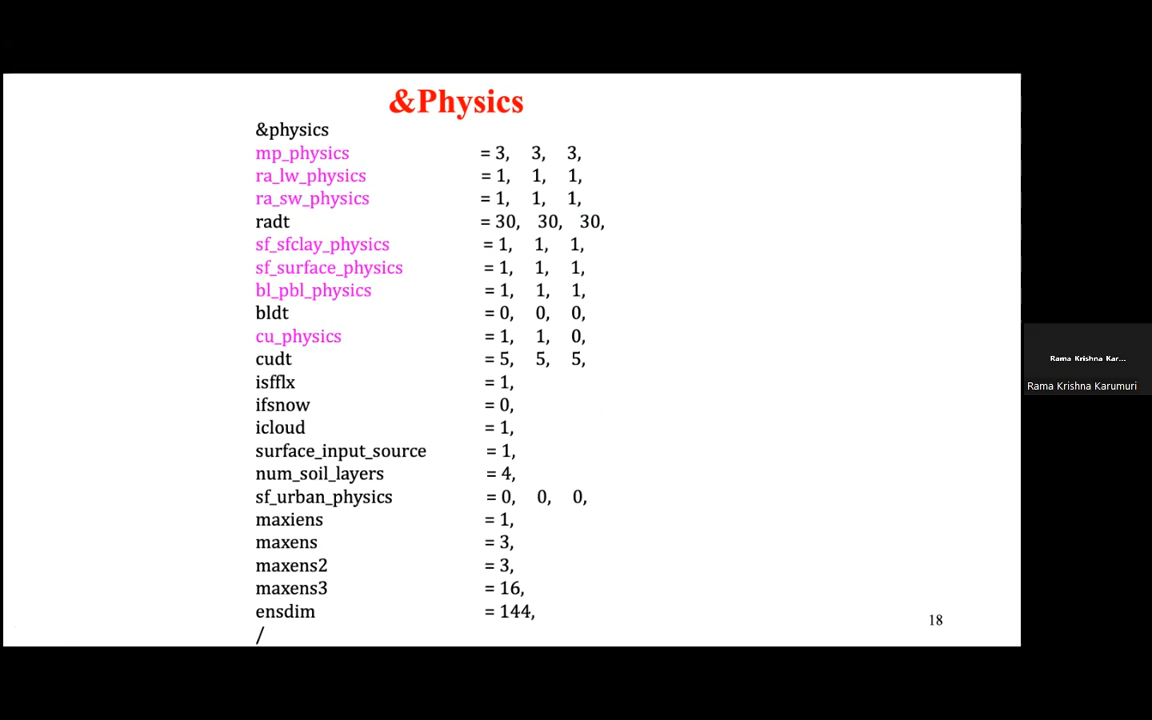 &Physics
&physics
mp_physics = 3, 3, 3,
ra_lw_physics = 1, 1, 1,
ra_sw_physics = 1, 1, 1,
radt = 30, 30, 30,
sf_sfclay_physics = 1, 1, 1,
sf_surface_physics = 1, 1, 1,
bl_pbl_physics = 1, 1, 1,
bldt = 0, 0, 0,
cu_physics = 1, 1, 0,
cudt = 5, 5, 5,
isfflx = 1,
ifsnow = 0,
icloud = 1,
surface_input_source = 1,
num_soil_layers = 4,
sf_urban_physics = 0, 0, 0,
maxiens = 1,
maxens = 3,
maxens2 = 3,
maxens3 = 16,
ensdim = 144,
/
18
Rama Krishna Kar...
Rama Krishna Karumuri